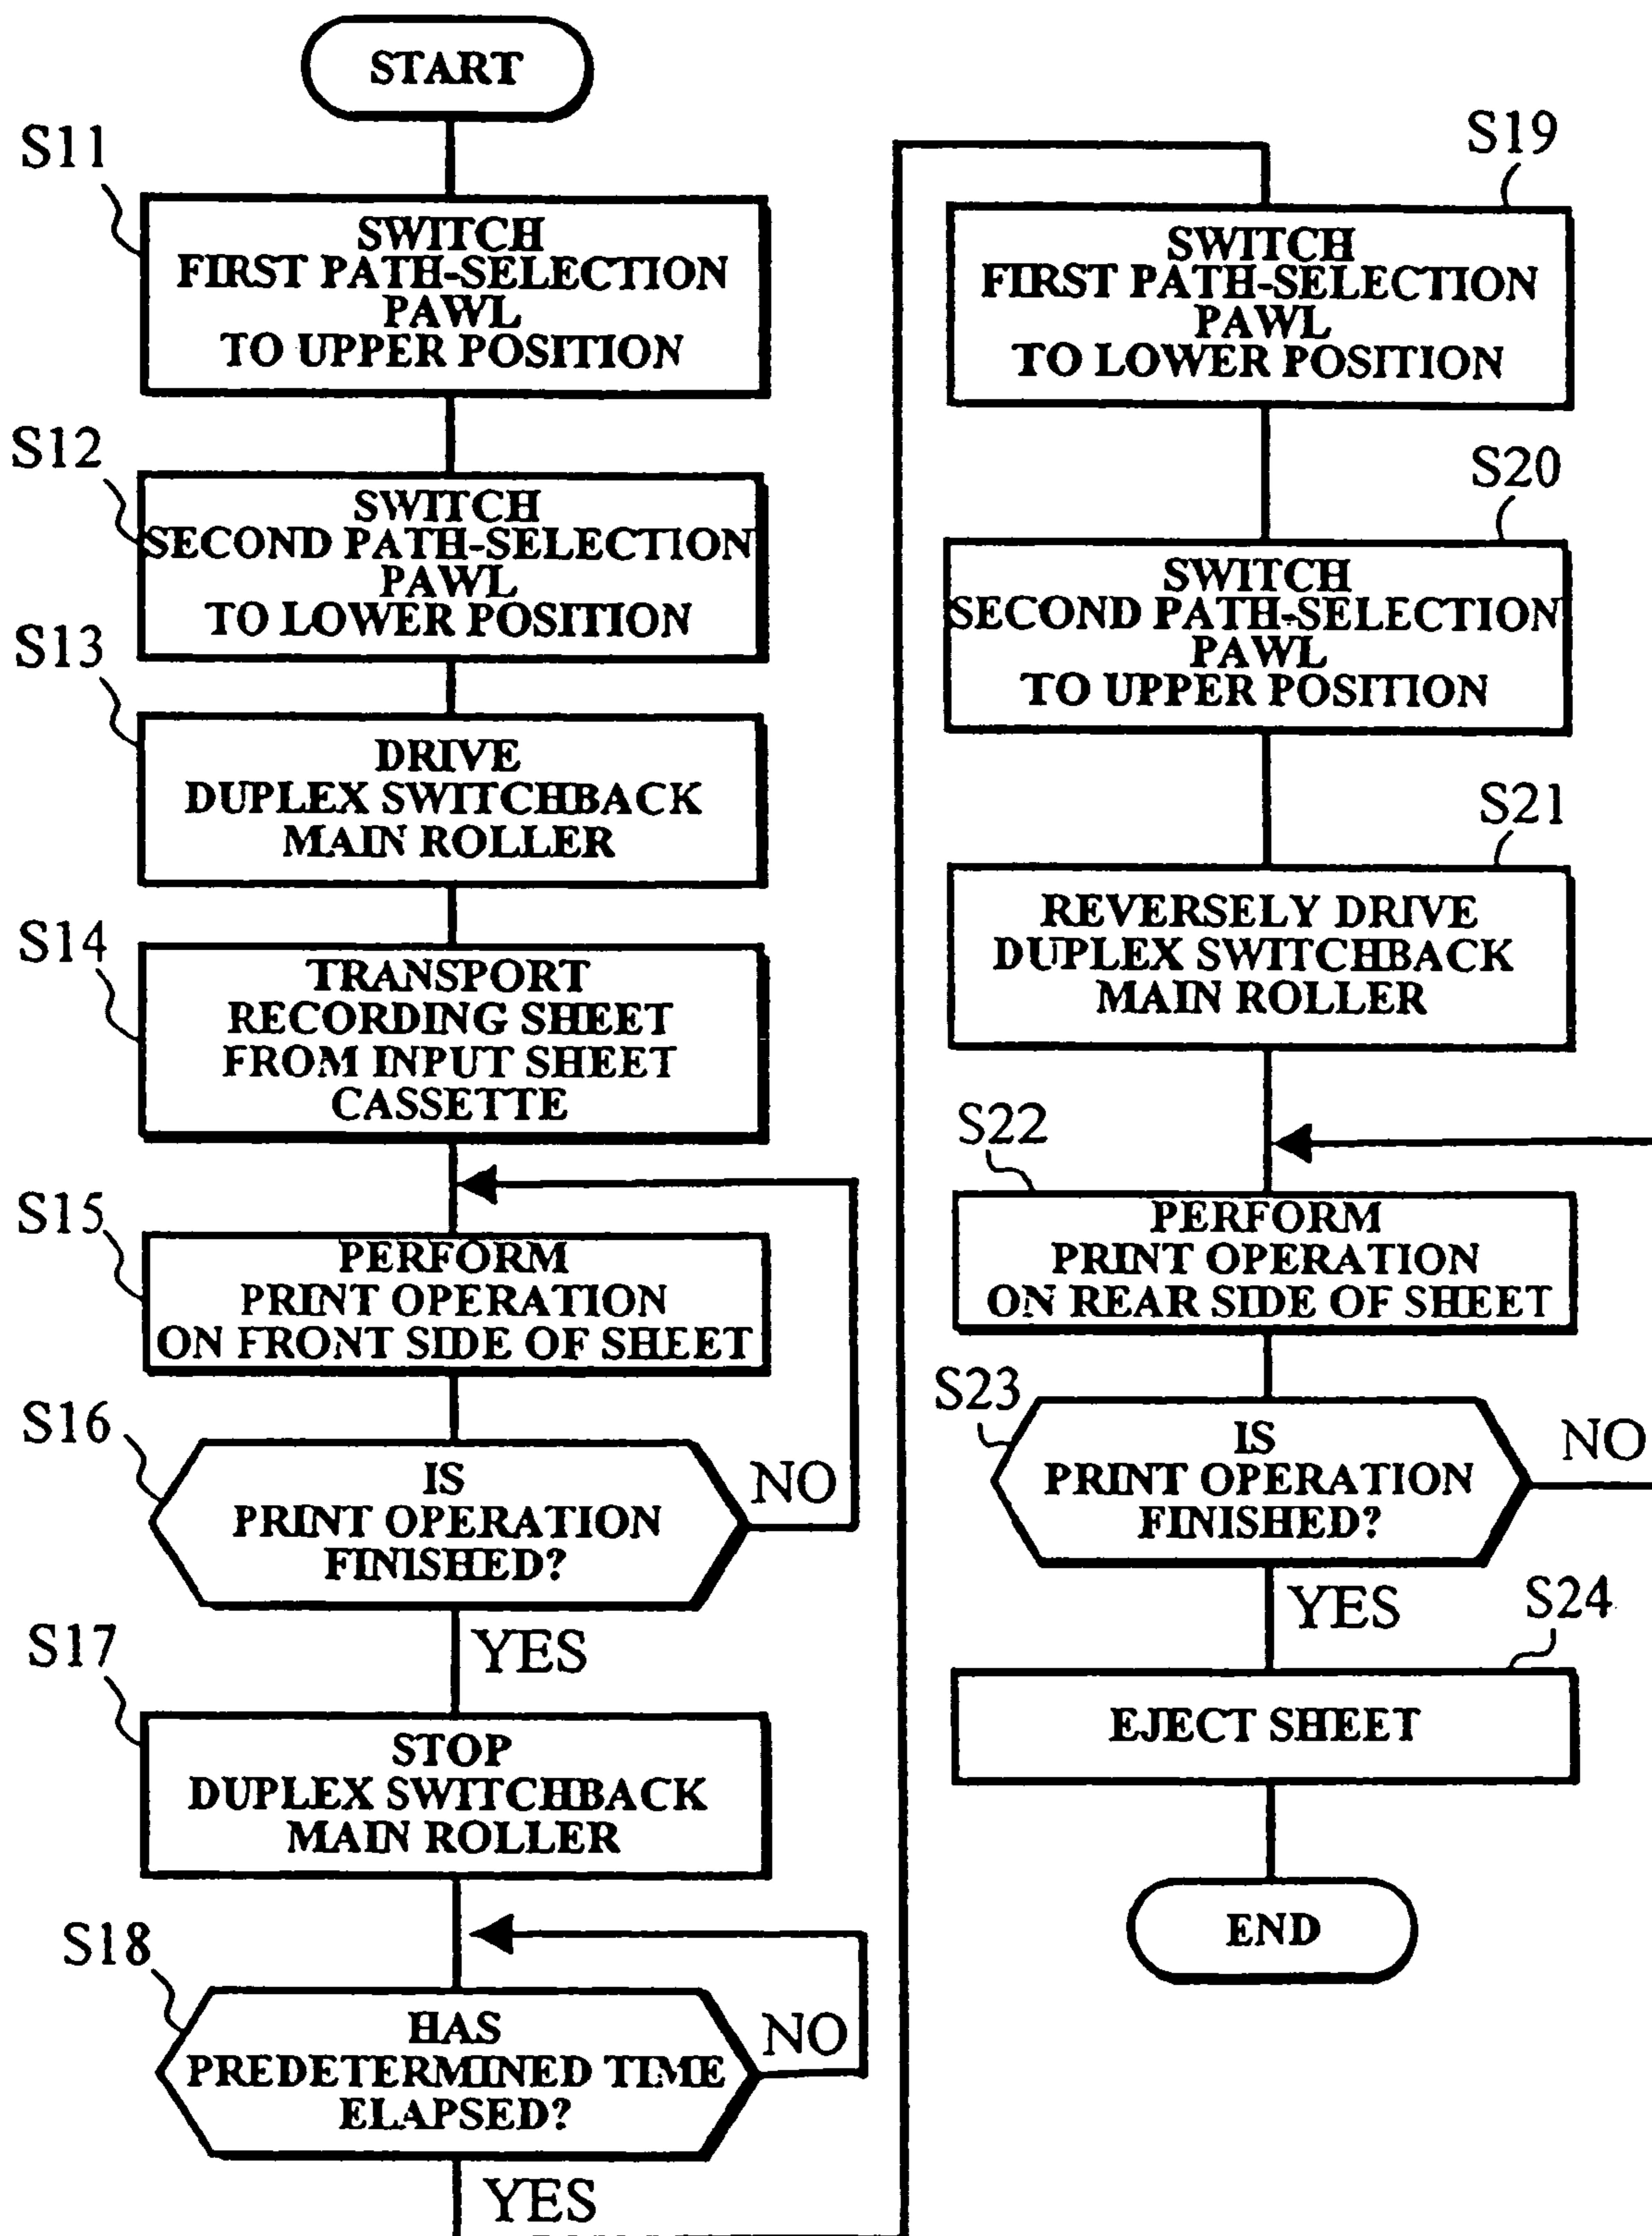 START
S11
SWITCH
FIRST PATH-SELECTION
PAWL
TO UPPER POSITION
S12
SWITCH
SECOND PATH-SELECTION
PAWL
TO LOWER POSITION
S13
DRIVE
DUPLEX SWITCHBACK
MAIN ROLLER
S14
TRANSPORT
RECORDING SHEET
FROM INPUT SHEET
CASSETTE
S15
PERFORM
PRINT OPERATION
ON FRONT SIDE OF SHEET
S16
IS
PRINT OPERATION
FINISHED?
NO
YES
S17
STOP
DUPLEX SWITCHBACK
MAIN ROLLER
S18
HAS
PREDETERMINED TIME
ELAPSED?
NO
YES
S19
SWITCH
FIRST PATH-SELECTION
PAWL
TO LOWER POSITION
S20
SWITCH
SECOND PATH-SELECTION
PAWL
TO UPPER POSITION
S21
REVERSELY DRIVE
DUPLEX SWITCHBACK
MAIN ROLLER
S22
PERFORM
PRINT OPERATION
ON REAR SIDE OF SHEET
S23
IS
PRINT OPERATION
FINISHED?
NO
YES
S24
EJECT SHEET
END